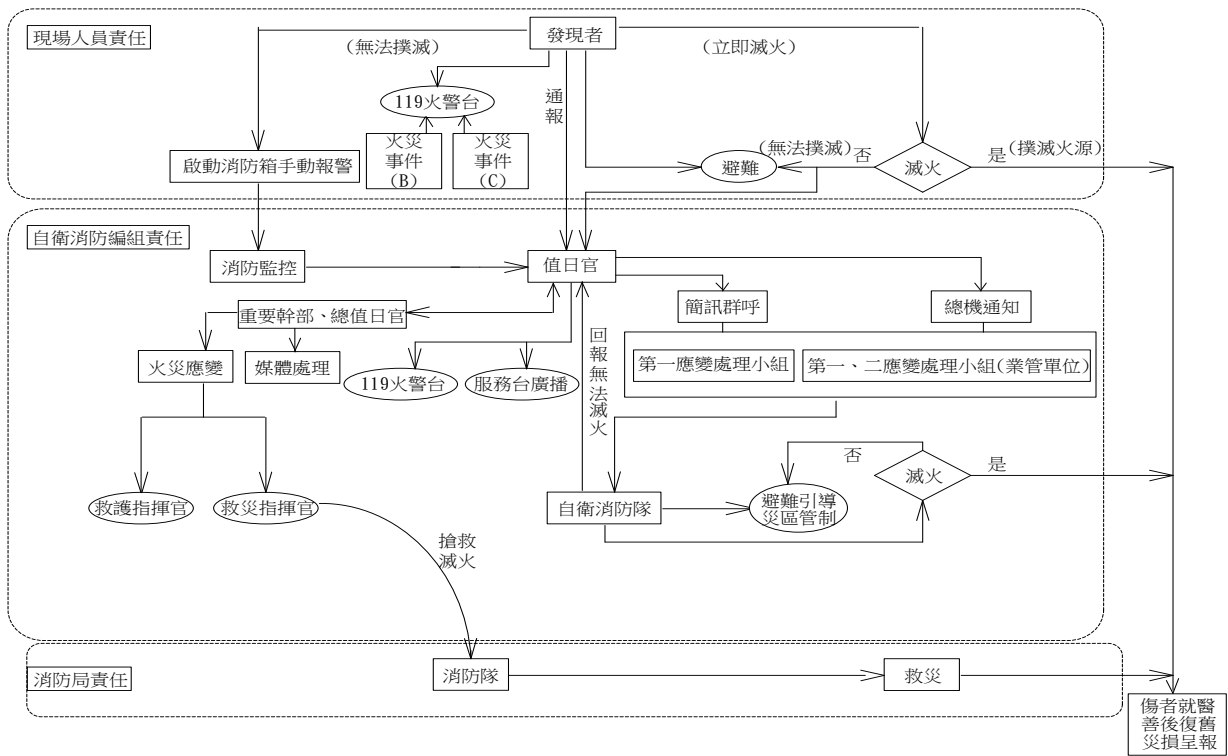 現場人員責任
發現者
(無法撲滅)
(立即滅火)
119火警台
通報
火災
事件
(B)
火災
事件
(C)
啟動消防箱手動報警
避難
(無法撲滅)
否
滅火
是(撲滅火源)
自衛消防編組責任
消防監控
值日官
簡訊群呼
總機通知
重要幹部、總值日官
火災應變
媒體處理
119火警台
服務台廣播
回報無法滅火
第一應變處理小組
第一、二應變處理小組(業管單位)
救護指揮官
救災指揮官
自衛消防隊
避難引導
災區管制
否
滅火
是
搶救
滅火
消防局責任
消防隊
救災
傷者就醫
善後復舊
災損呈報